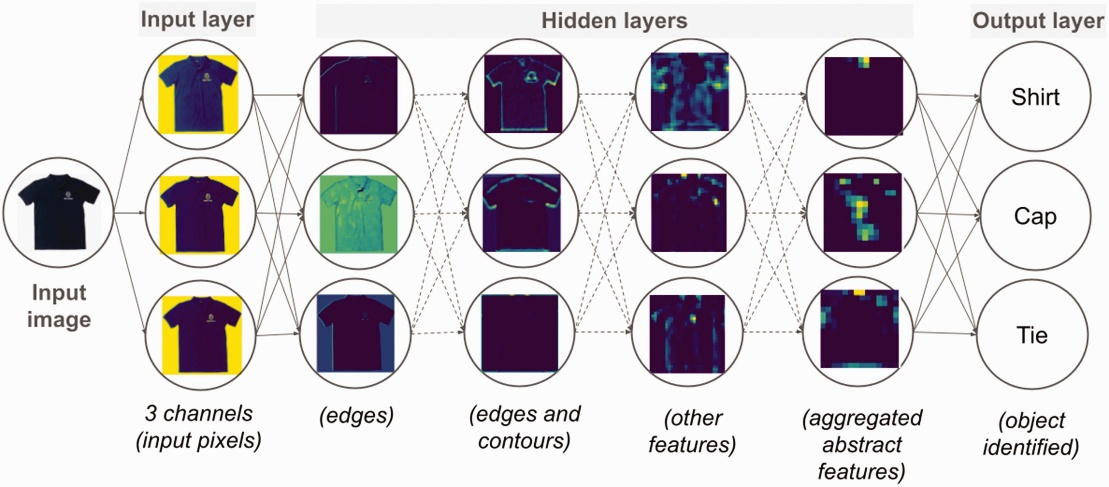 Input layer
Hidden layers
Output layer
Input
image
Shirt
Cap
Tie
3 channels
(input pixels)
(edges)
(edges and
contours)
(other
features)
(aggregated
abstract
features)
(object
identified)